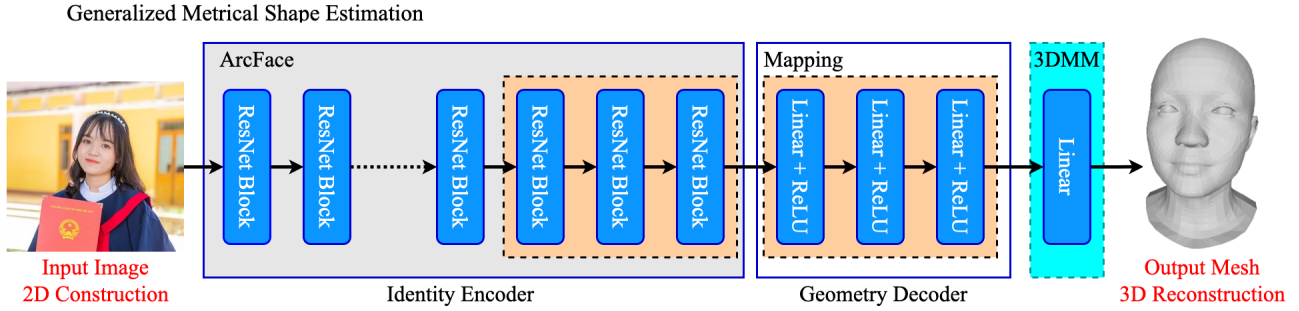 Generalized Metrical Shape Estimation
ArcFace
Mapping
3DMM
ResNet Block
ResNet Block
ResNet Block
ResNet Block
ResNet Block
ResNet Block
Linear + ReLU
Linear + ReLU
Linear + ReLU
Linear
Input Image
2D Construction
Identity Encoder
Geometry Decoder
Output Mesh
3D Reconstruction